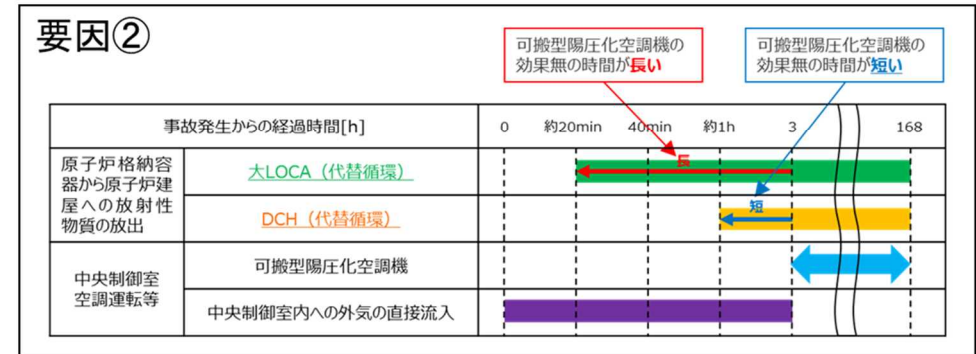 要因②
可搬型陽圧化空調機の
効果無の時間が長い
可搬型陽圧化空調機の
効果無の時間が短い
事故発生からの経過時間[h]
0 約20min 40min 約1h 3 168
原子炉格納容
器から原子炉建
屋への放射性
物質の放出
大LOCA（代替循環）
長
DCH（代替循環）
短
中央制御室
空調運転等
可搬型陽圧化空調機
中央制御室内への外気の直接流入